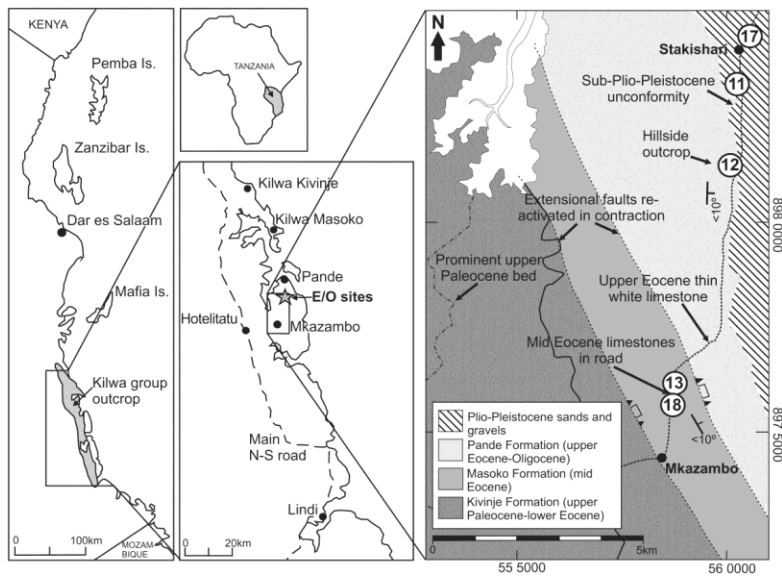 KENYA
Pemba Is.
Zanzibar Is.
Dar es Salaam
Mafia Is.
Kilwa group
outcrop
0
100km
MOZAM
BIQUE
TANZANIA
Kilwa Kivinje
Kilwa Masoko
Pande
E/O sites
Hotelitatu
Mkazambo
Main
N-S road
Lindi
0
20km
N
17
Stakishari
11
Sub-Plio-Pleistocene
unconformity
Hillside
outcrop
12
<10º
Extensional faults re-
activated in contraction
898 0000
Prominent upper
Paleocene bed
Upper Eocene thin
white limestone
Mid Eocene limestones
in road
13
18
<10º
897 5000
Mkazambo
Plio-Pleistocene sands and
gravels
Pande Formation (upper
Eocene-Oligocene)
Masoko Formation (mid
Eocene)
Kivinje Formation (upper
Paleocene-lower Eocene)
0
5km
55 5000
56 0000